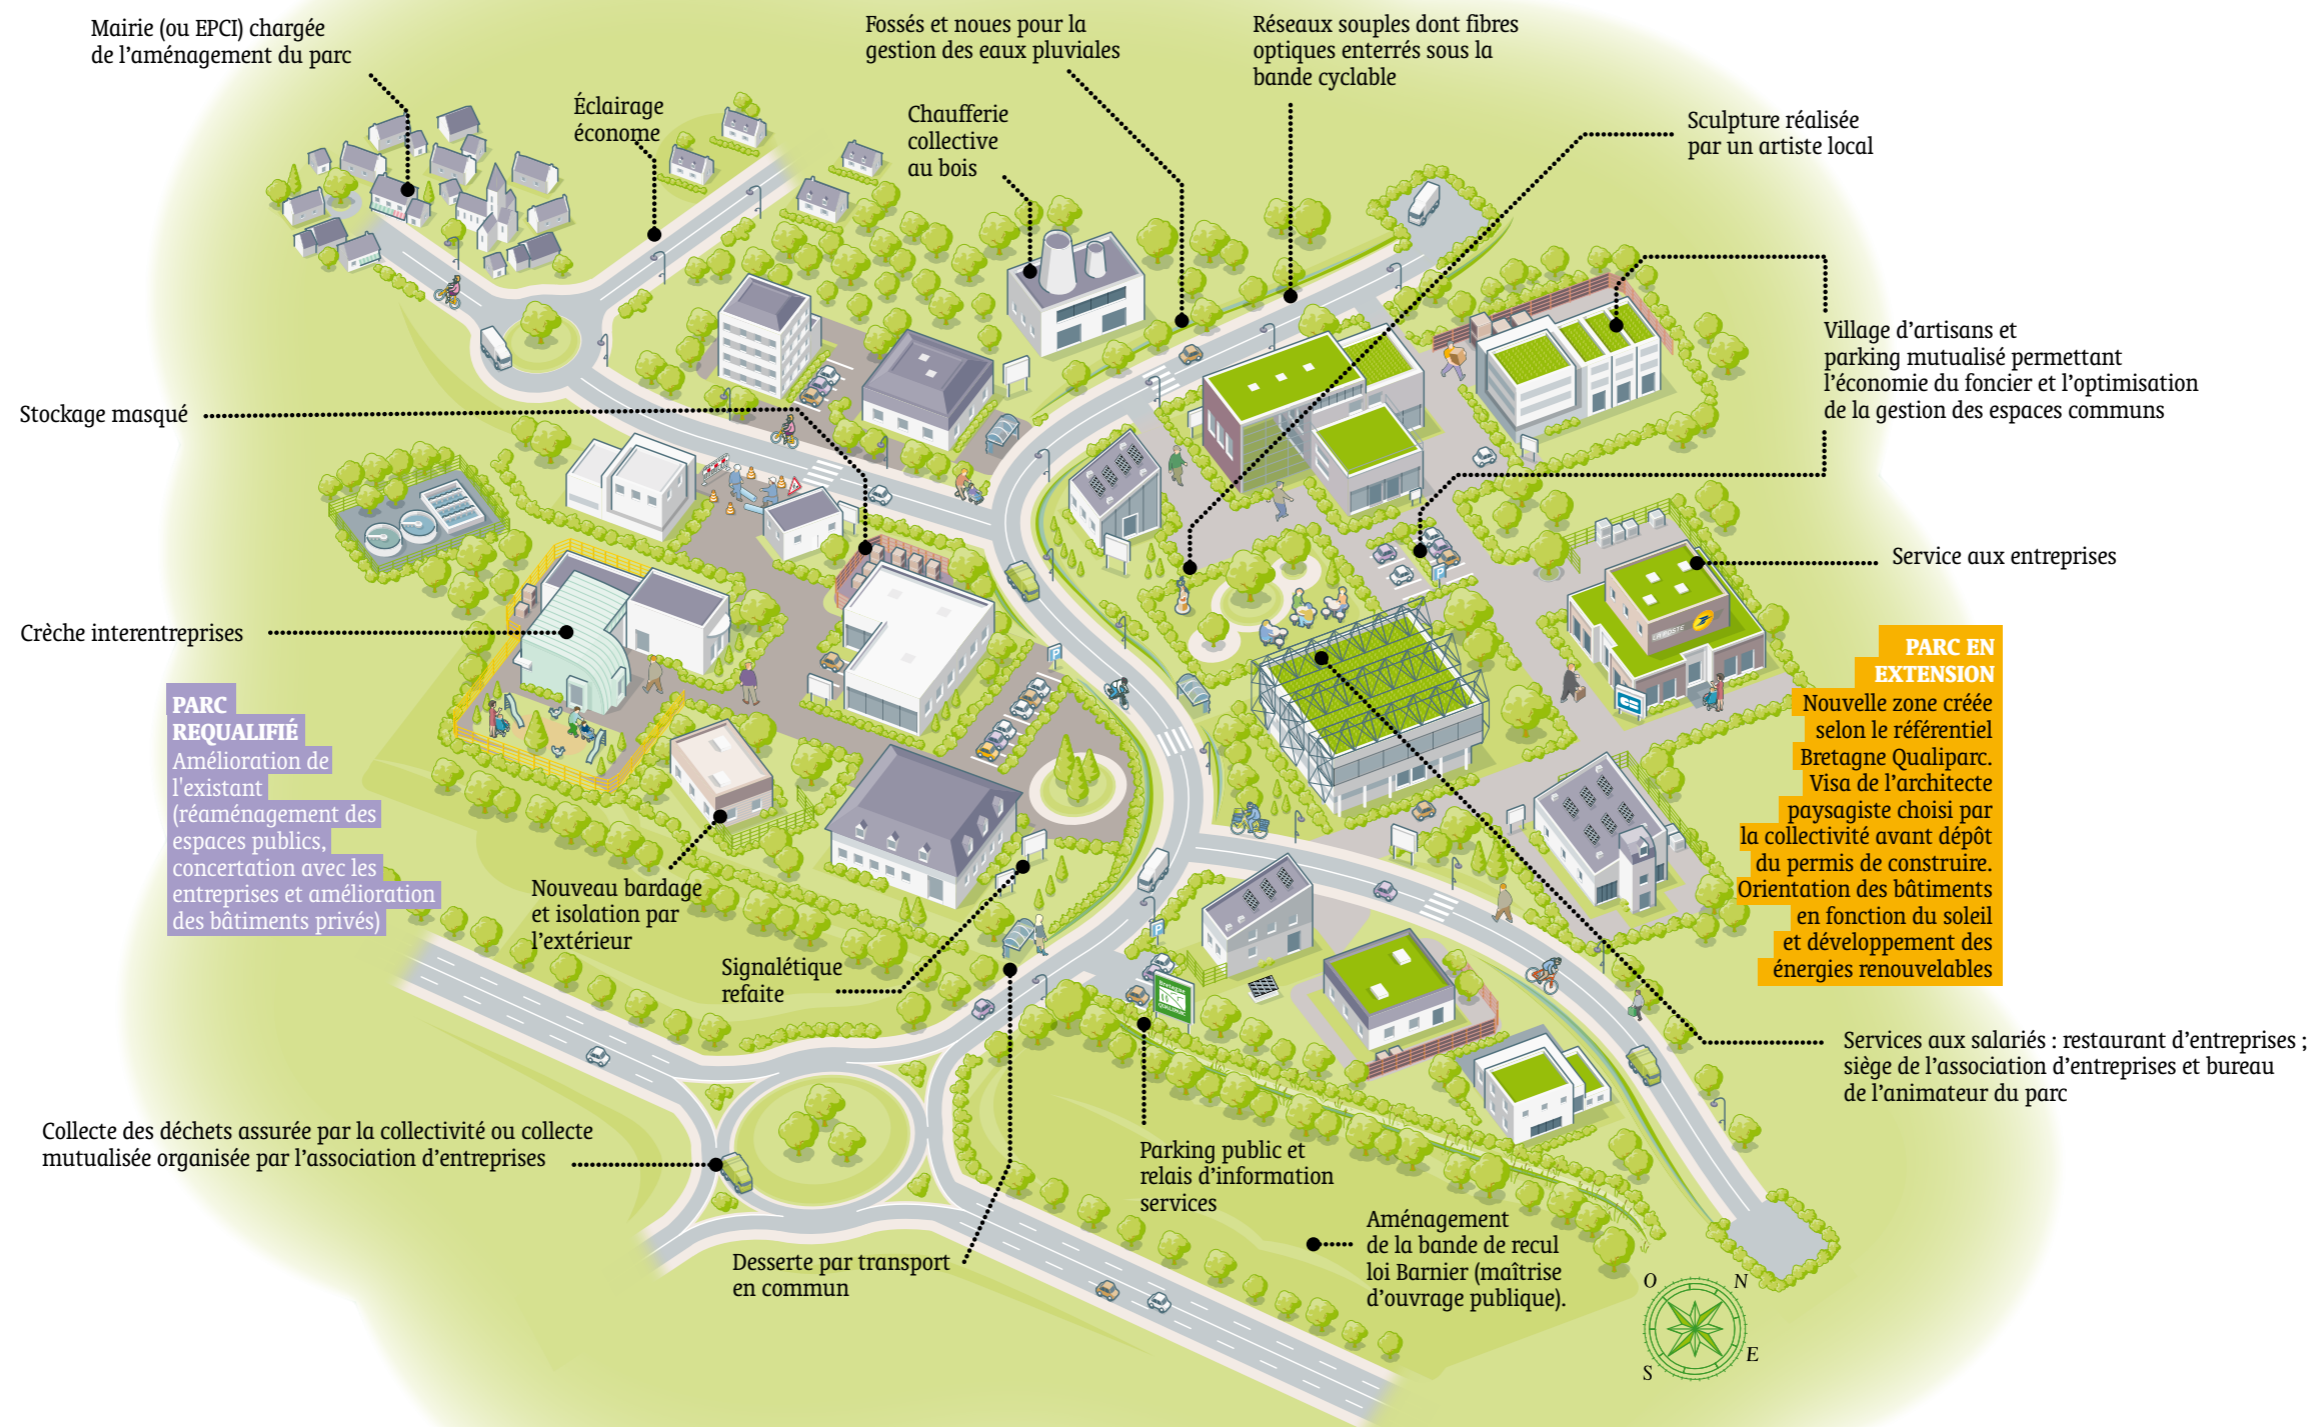 Mairie (ou EPCI) chargée
de l’aménagement du parc
Fossés et noues pour la
gestion des eaux pluviales
Réseaux souples dont fibres
optiques enterrés sous la
bande cyclable
Éclairage
économe
Chaufferie
collective
au bois
Sculpture réalisée
par un artiste local
Village d’artisans et
parking mutualisé permettant
l’économie du foncier et l’optimisation
de la gestion des espaces communs
Stockage masqué
Service aux entreprises
Crèche interentreprises
LA POSTE
PARC
REQUALIFIÉ
Amélioration de
l'existant
(réaménagement des
espaces publics,
concertation avec les
entreprises et amélioration
des bâtiments privés)
PARC EN
EXTENSION
Nouvelle zone créée
selon le référentiel
Bretagne Qualiparc.
Visa de l’architecte
paysagiste choisi par
la collectivité avant dépôt
du permis de construire.
Orientation des bâtiments
en fonction du soleil
et développement des
énergies renouvelables
P
P
P
Nouveau bardage
et isolation par
l’extérieur
Signalétique
refaite
Bretagne
QUALIPARC
Services aux salariés : restaurant d’entreprises ;
siège de l’association d’entreprises et bureau
de l’animateur du parc
Collecte des déchets assurée par la collectivité ou collecte
mutualisée organisée par l’association d’entreprises
Parking public et
relais d’information
services
Desserte par transport
en commun
Aménagement
de la bande de recul
loi Barnier (maîtrise
d’ouvrage publique).
O N
S E